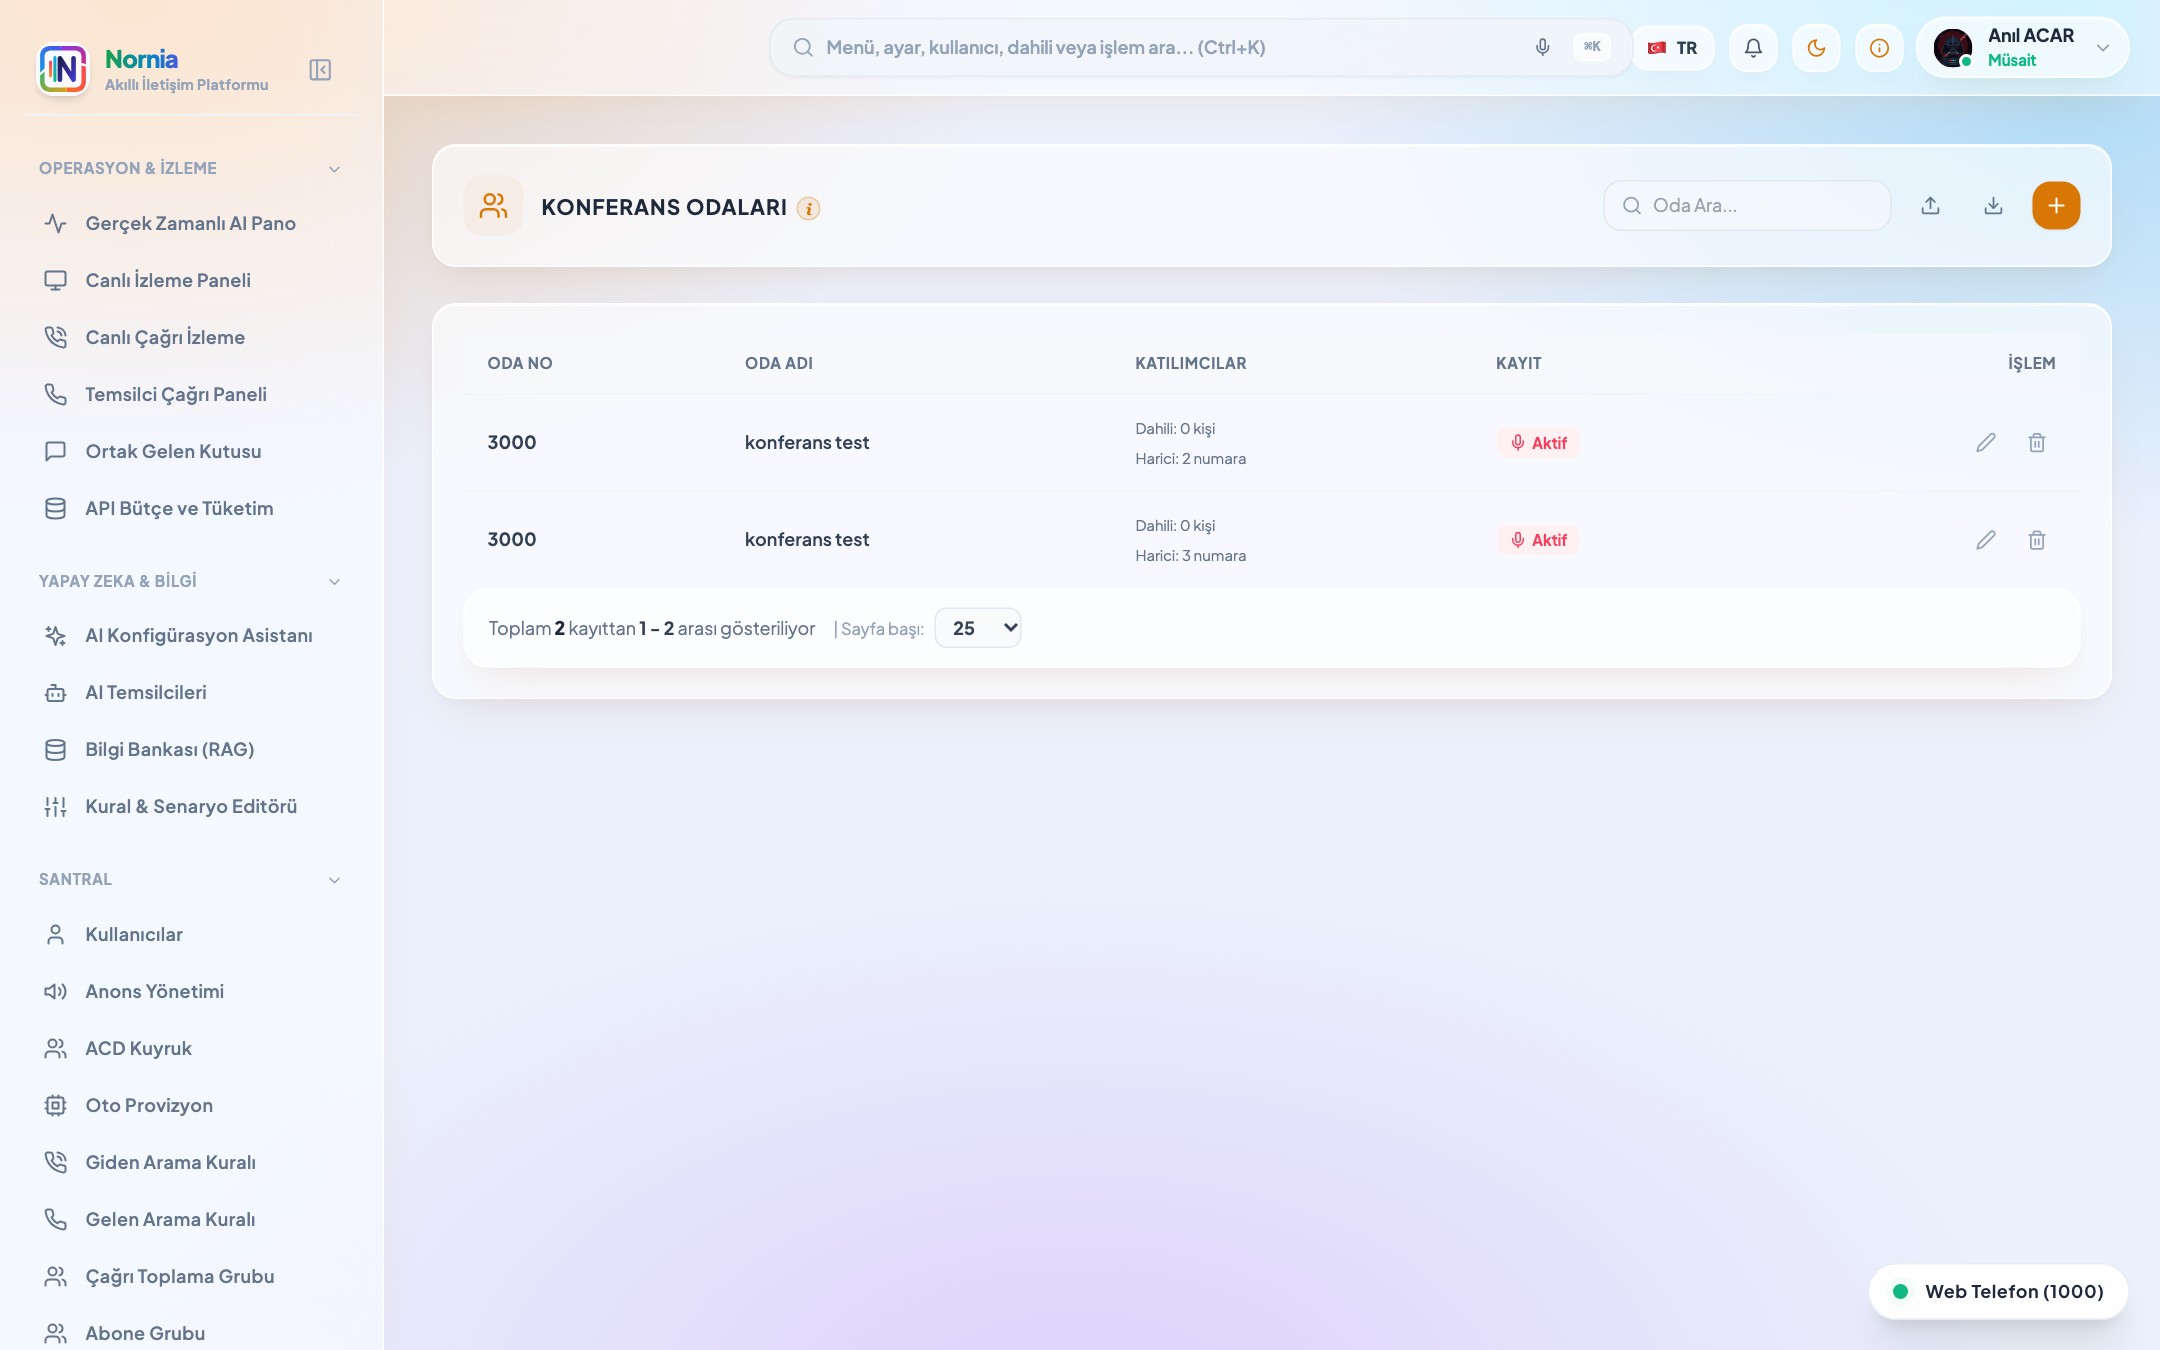 Nornia
Akıllı İletişim Platformu
Menü, ayar, kullanıcı, dahili veya işlem ara... (Ctrl+K)
⌘K
TR
Anıl ACAR
Müsait
OPERASYON & İZLEME
Gerçek Zamanlı AI Pano
Canlı İzleme Paneli
Canlı Çağrı İzleme
Temsilci Çağrı Paneli
Ortak Gelen Kutusu
API Bütçe ve Tüketim
YAPAY ZEKA & BİLGİ
AI Konfigürasyon Asistanı
AI Temsilcileri
Bilgi Bankası (RAG)
Kural & Senaryo Editörü
SANTRAL
Kullanıcılar
Anons Yönetimi
ACD Kuyruk
Oto Provizyon
Giden Arama Kuralı
Gelen Arama Kuralı
Çağrı Toplama Grubu
Abone Grubu
KONFERANS ODALARI
Oda Ara...
ODA NO ODA ADI KATILIMCILAR KAYIT İŞLEM
3000 konferans test Dahili: 0 kişi Aktif
Harici: 2 numara
3000 konferans test Dahili: 0 kişi Aktif
Harici: 3 numara
Toplam 2 kayıttan 1 - 2 arası gösteriliyor | Sayfa başı: 25
Web Telefon (1000)